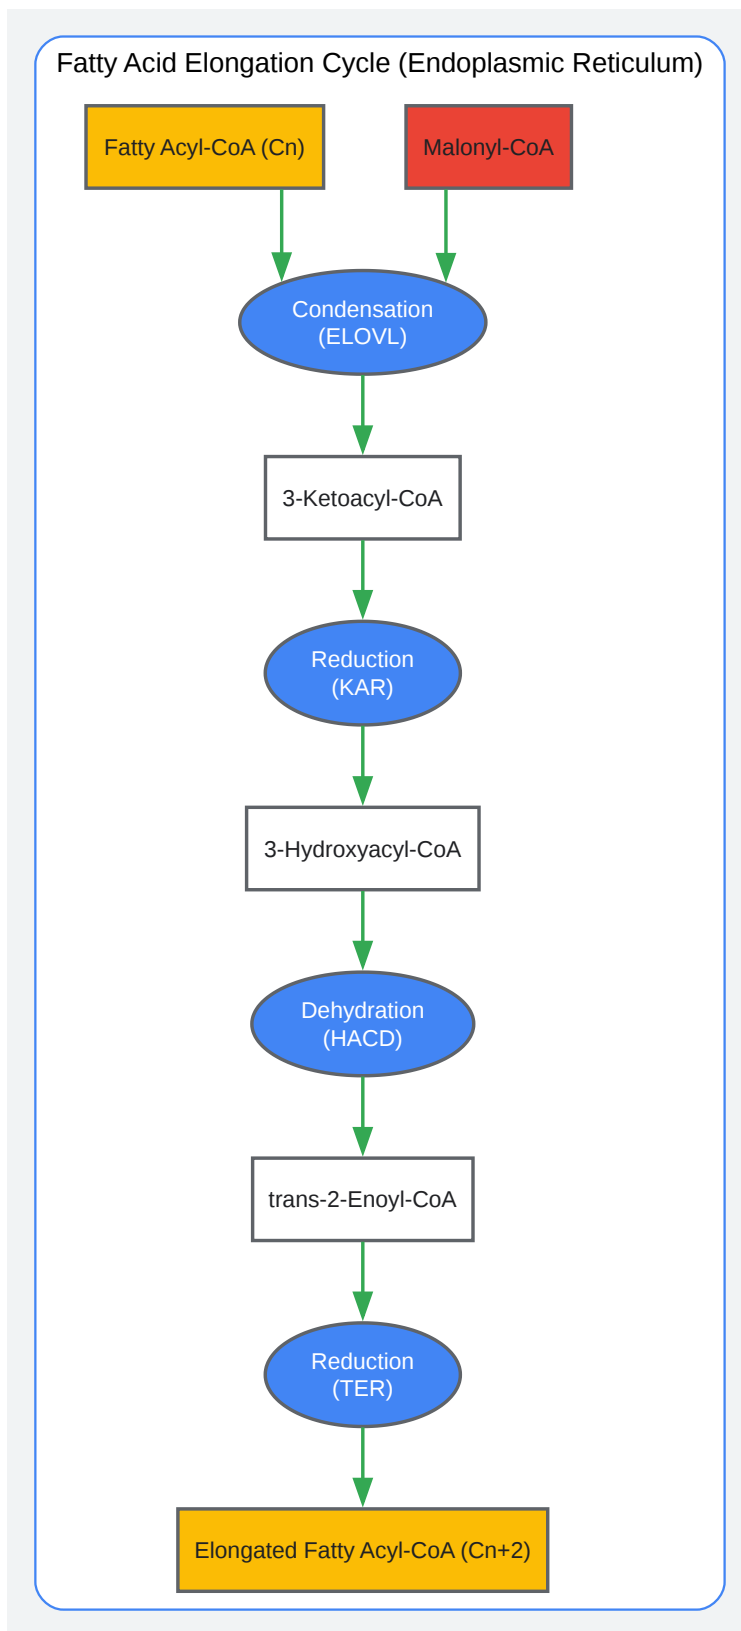 Fatty Acid Elongation Cycle (Endoplasmic Reticulum)
Fatty Acyl-CoA (Cn)
Malonyl-CoA
Condensation
(ELOVL)
3-Ketoacyl-CoA
Reduction
(KAR)
3-Hydroxyacyl-CoA
Dehydration
(HACD)
trans-2-Enoyl-CoA
Reduction
(TER)
Elongated Fatty Acyl-CoA (Cn+2)